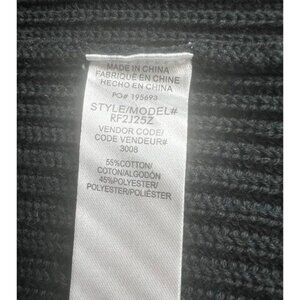 MADE IN CHINA
FABRIQUÉ EN CHINE
HECHO EN CHINA
PO# 195693
STYLE/MODEL#
RF2J25Z
VENDOR CODE/
CODE VENDEUR#
3008
55%COTTON/
COTON/ALGODÓN
45%POLYESTER/
POLYESTER/POLIÉSTER